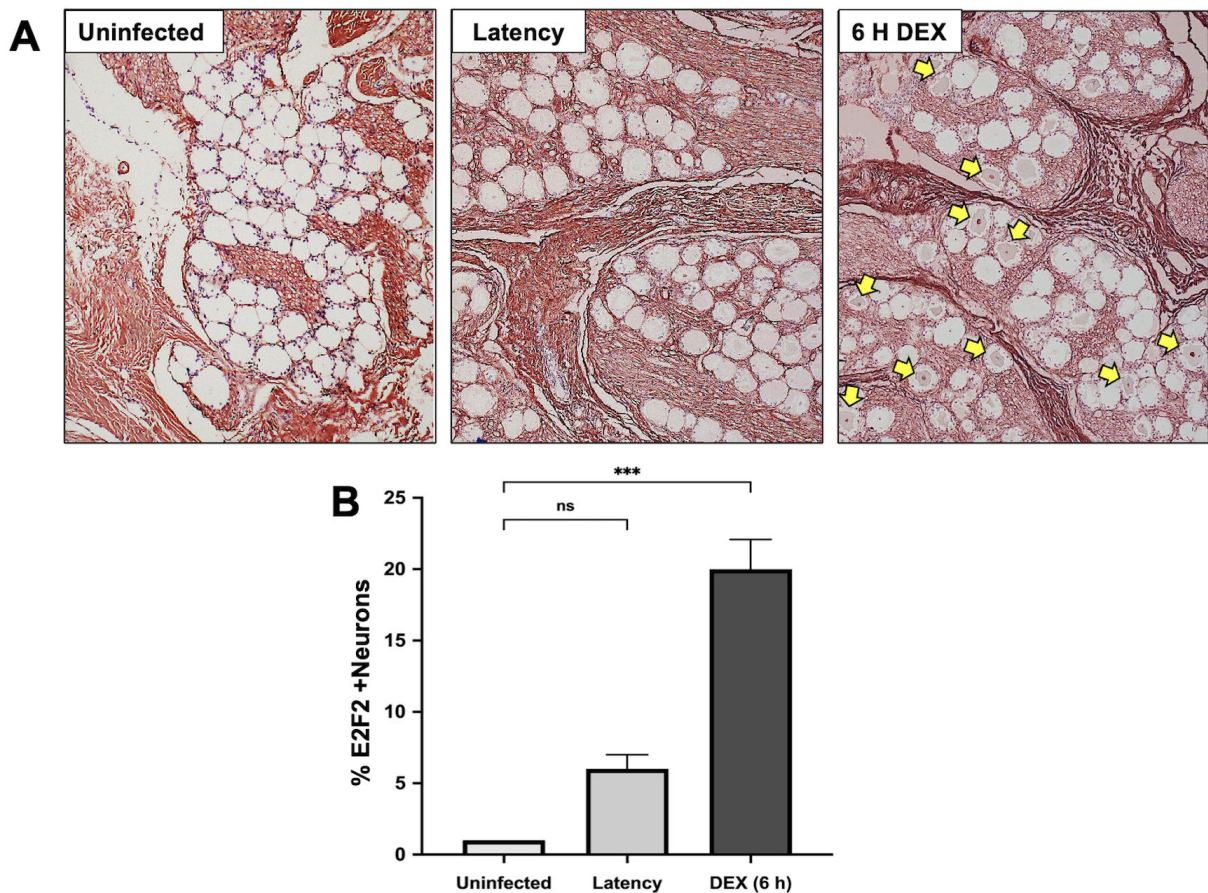 A
Uninfected
Latency
6 H DEX
B
***
ns
% E2F2 +Neurons
25
20
15
10
5
0
Uninfected
Latency
DEX (6 h)